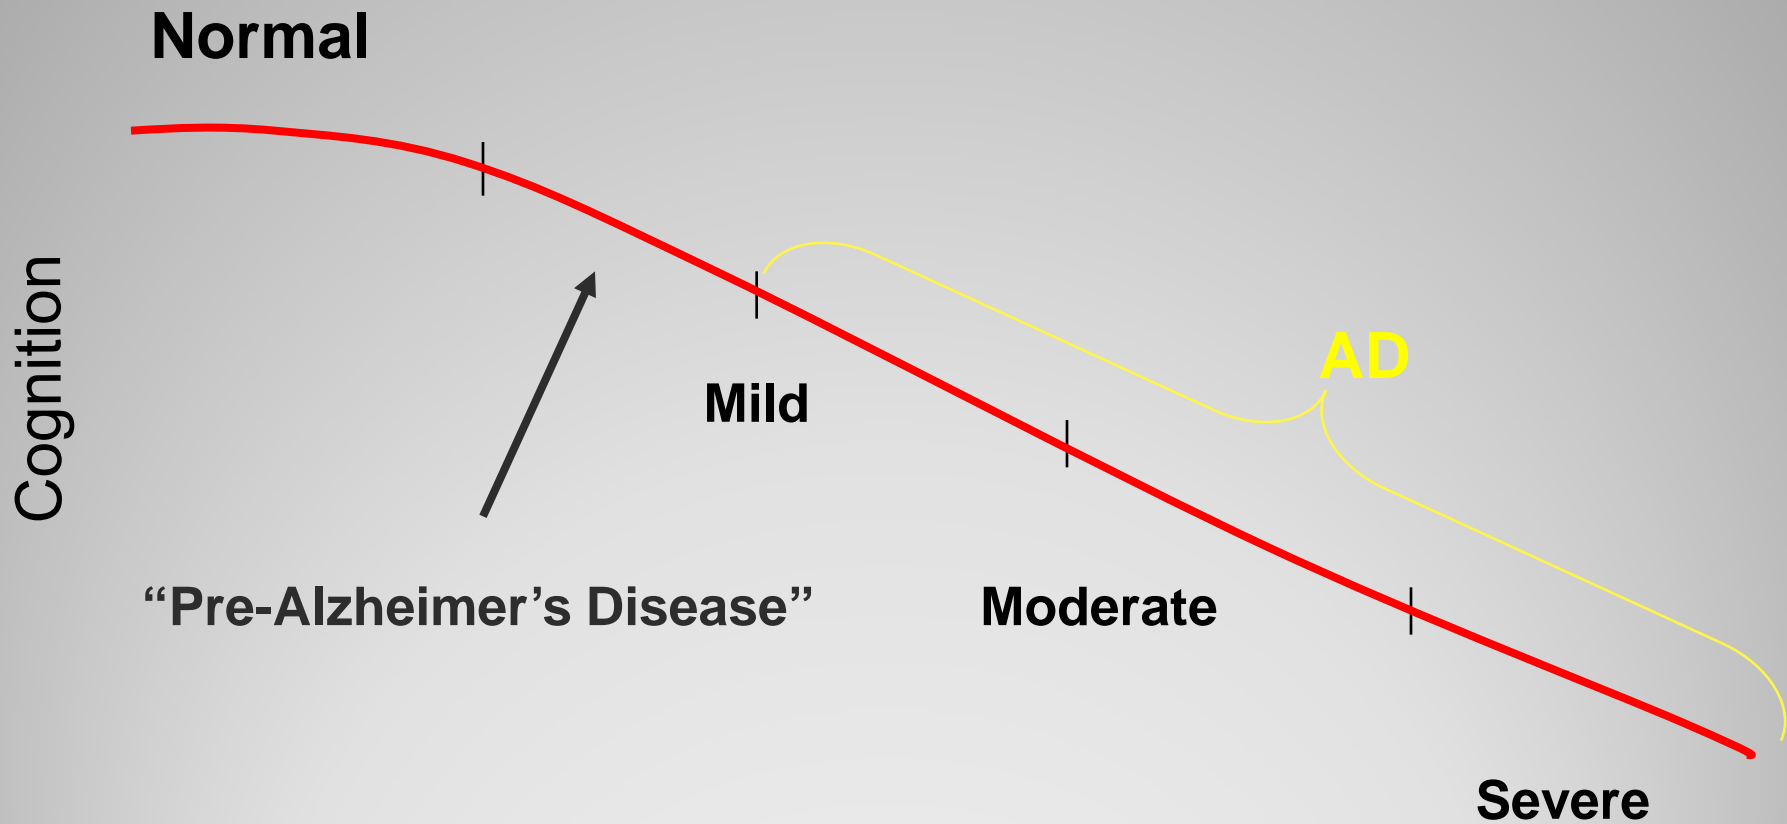 Normal
Cognition
AD
Mild
“Pre-Alzheimer’s Disease”
Moderate
Severe